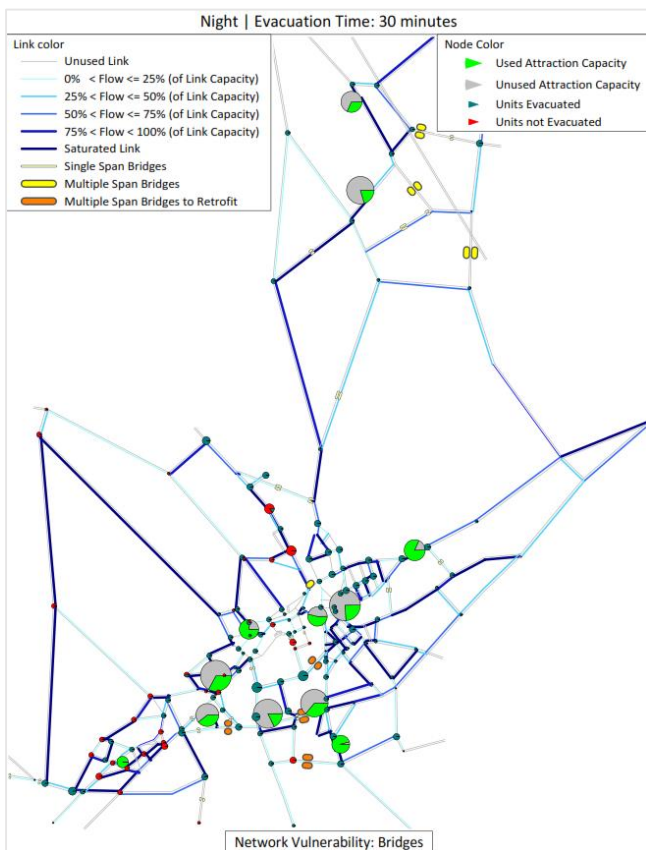 Night | Evacuation Time: 30 minutes
Link color
Unused Link
0% < Flow <= 25% (of Link Capacity)
25% < Flow <= 50% (of Link Capacity)
50% < Flow <= 75% (of Link Capacity)
75% < Flow < 100% (of Link Capacity)
Saturated Link
Single Span Bridges
Multiple Span Bridges
Multiple Span Bridges to Retrofit
Node Color
Used Attraction Capacity
Unused Attraction Capacity
Units Evacuated
Units not Evacuated
Network Vulnerability: Bridges